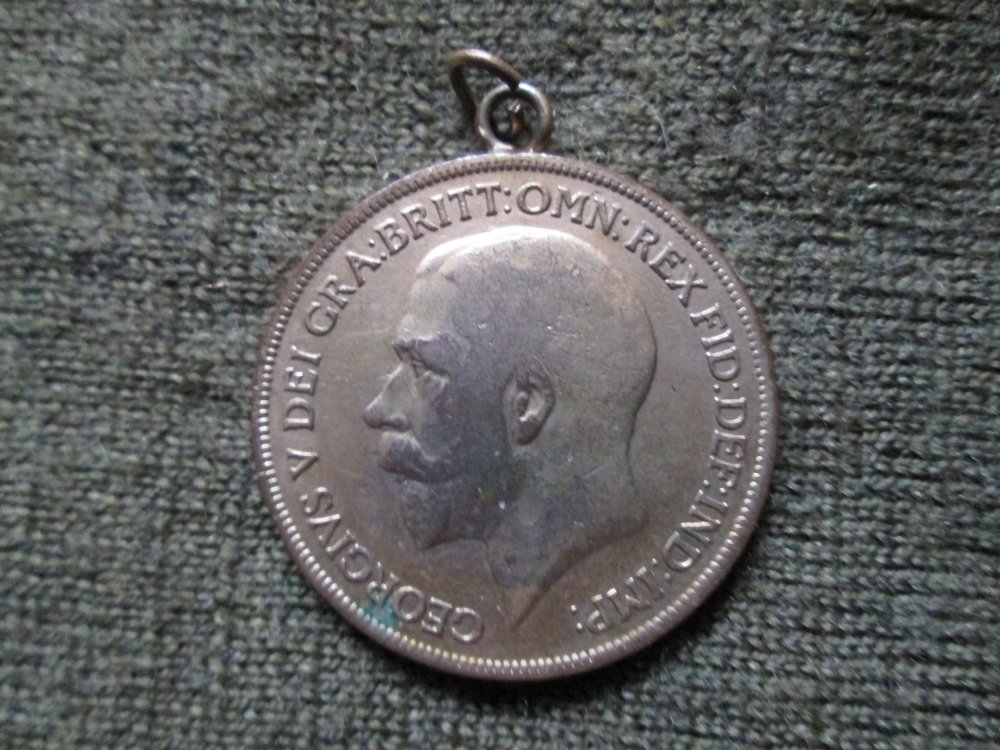 GEORGIVS V DEI GRA:BRITT:OMN:REX FID:DEF:IND:IMP: